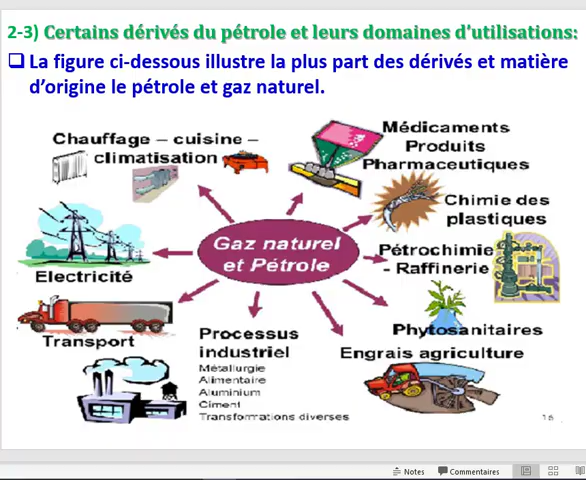 2-3) Certains dérivés du pétrole et leurs domaines d'utilisations:
La figure ci-dessous illustre la plus part des dérivés et matière
d'origine le pétrole et gaz naturel.
Chauffage – cuisine –
climatisation
Médicaments
Produits
Pharmaceutiques
Chimie des
plastiques
Gaz naturel
et Pétrole
Pétrochimie
- Raffinerie
Electricité
Transport
Phytosanitaires
Engrais agriculture
Processus
industriel
Métallurgie
Alimentaire
Aluminium
Ciment
Transformations diverses
16
Notes
Commentaires